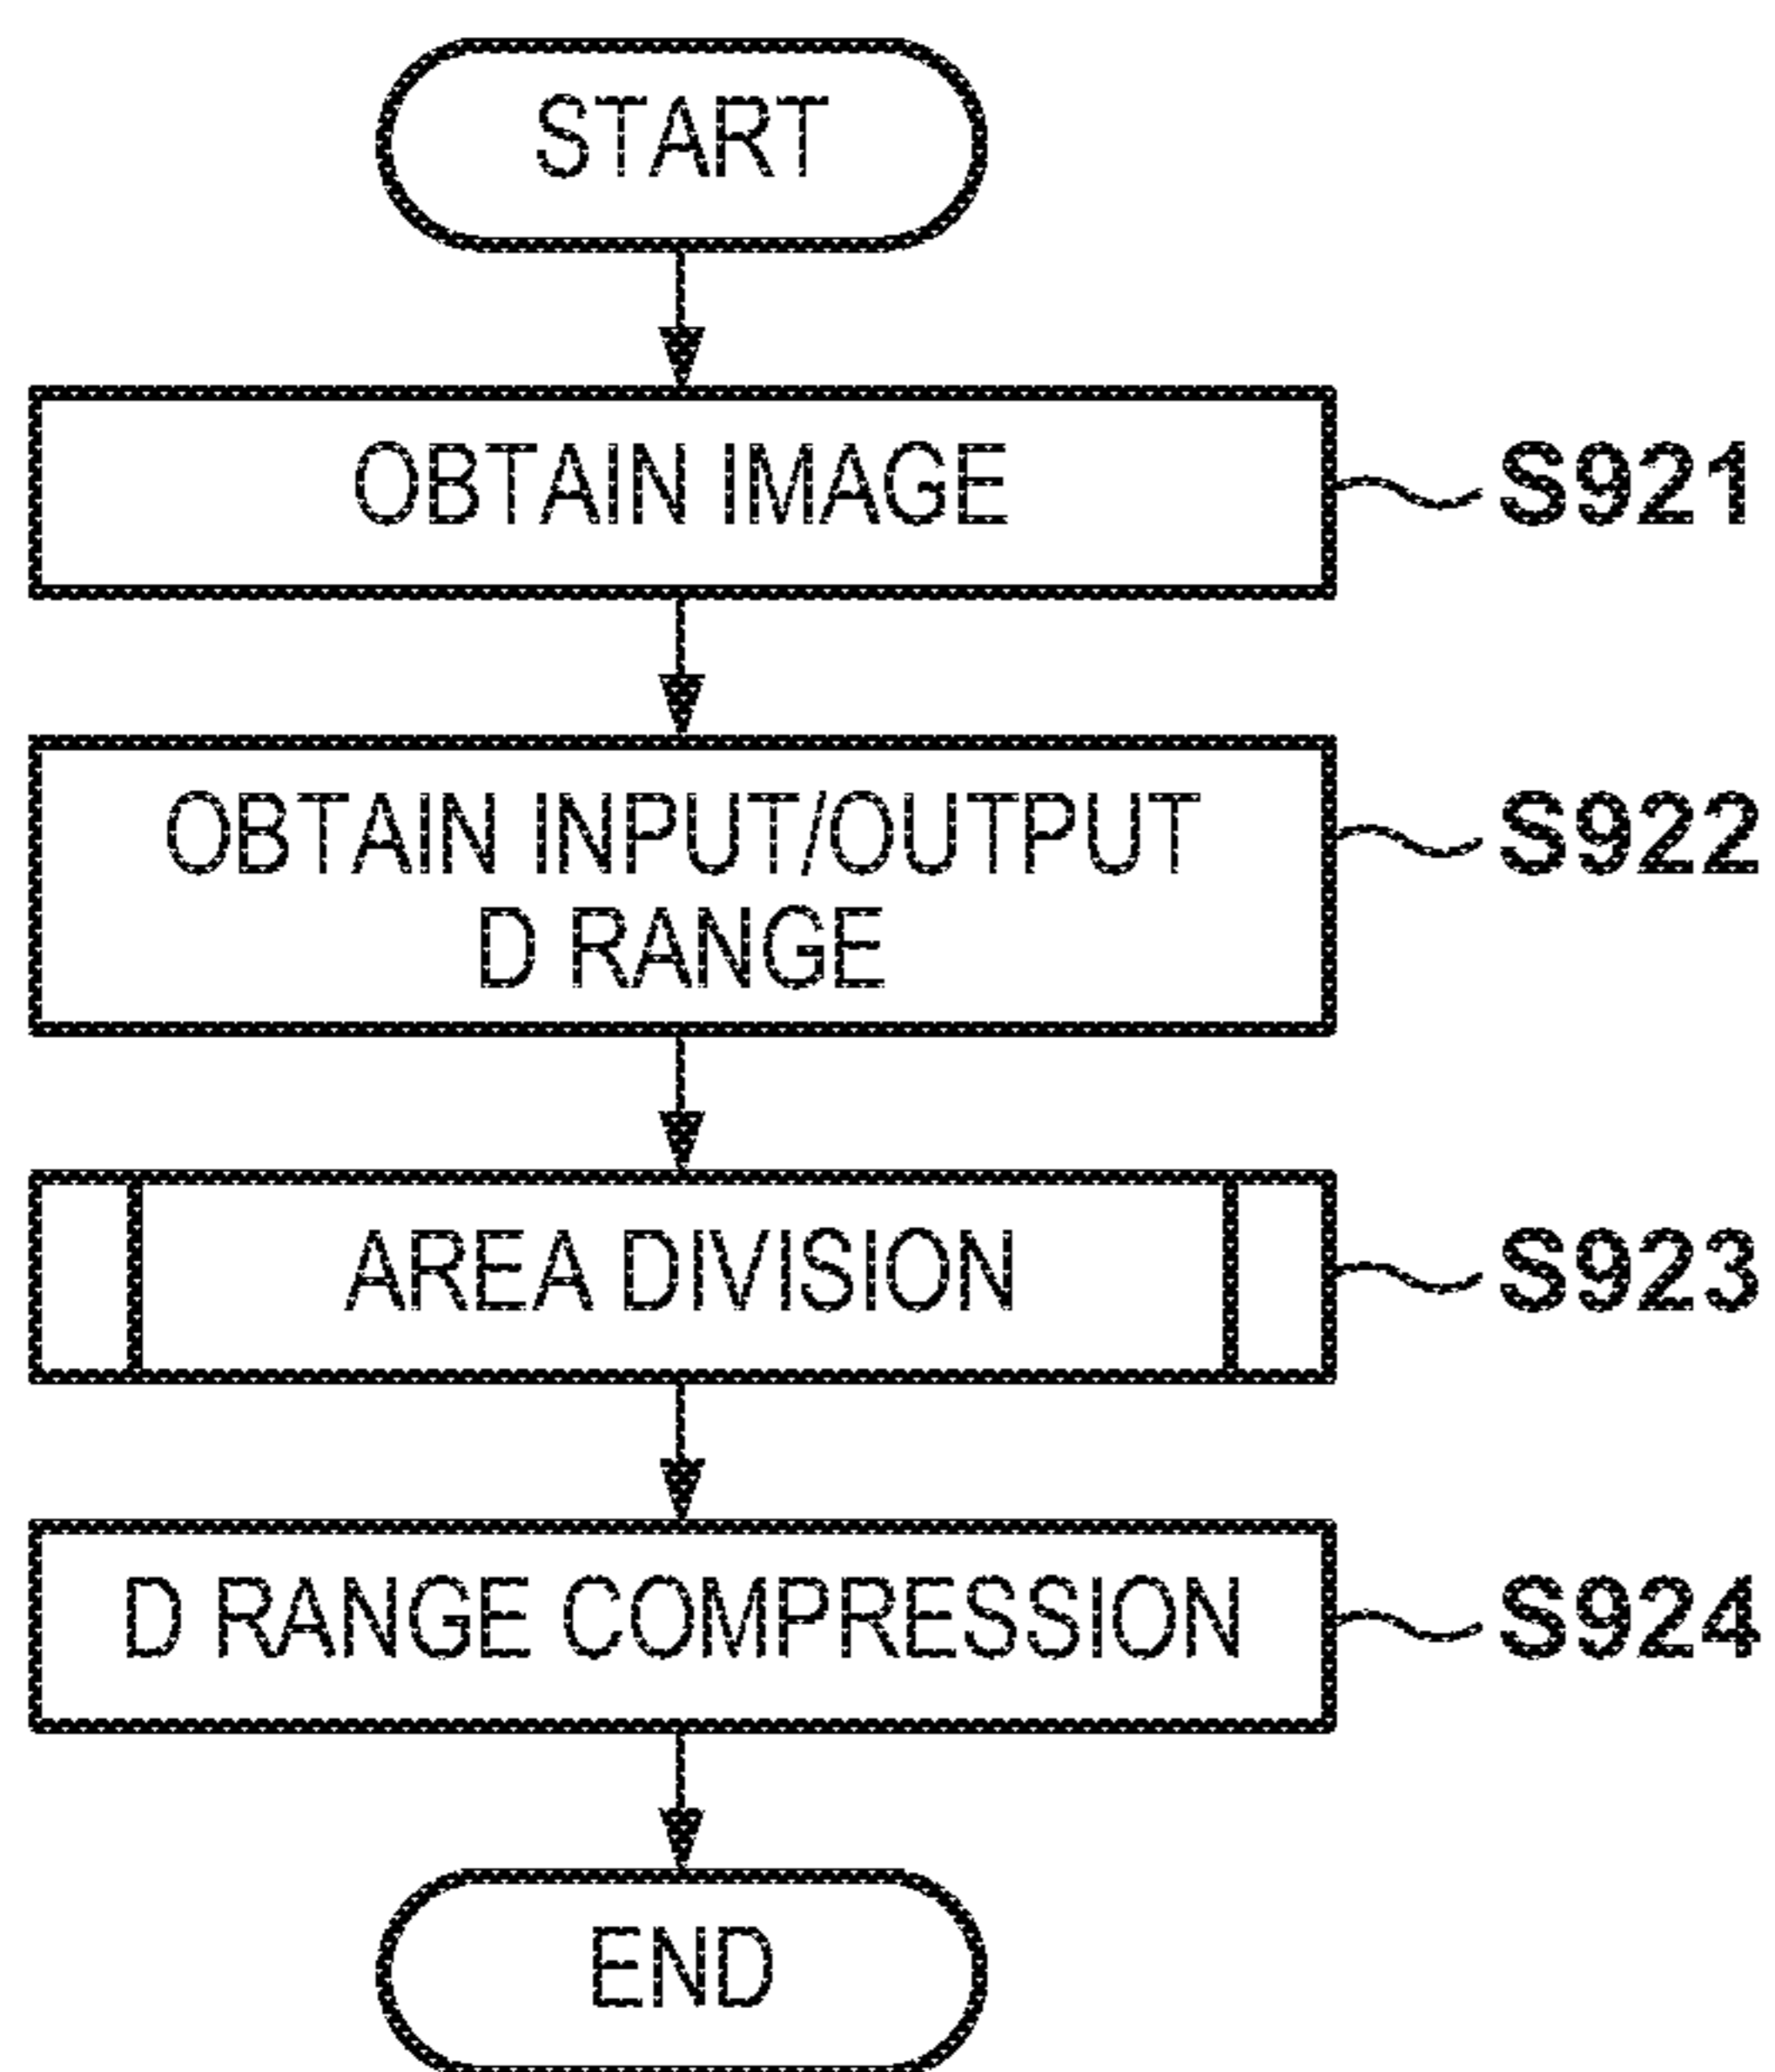 START
OBTAIN IMAGE
S921
OBTAIN INPUT/OUTPUT
D RANGE
S922
AREA DIVISION
S923
D RANGE COMPRESSION
S924
END